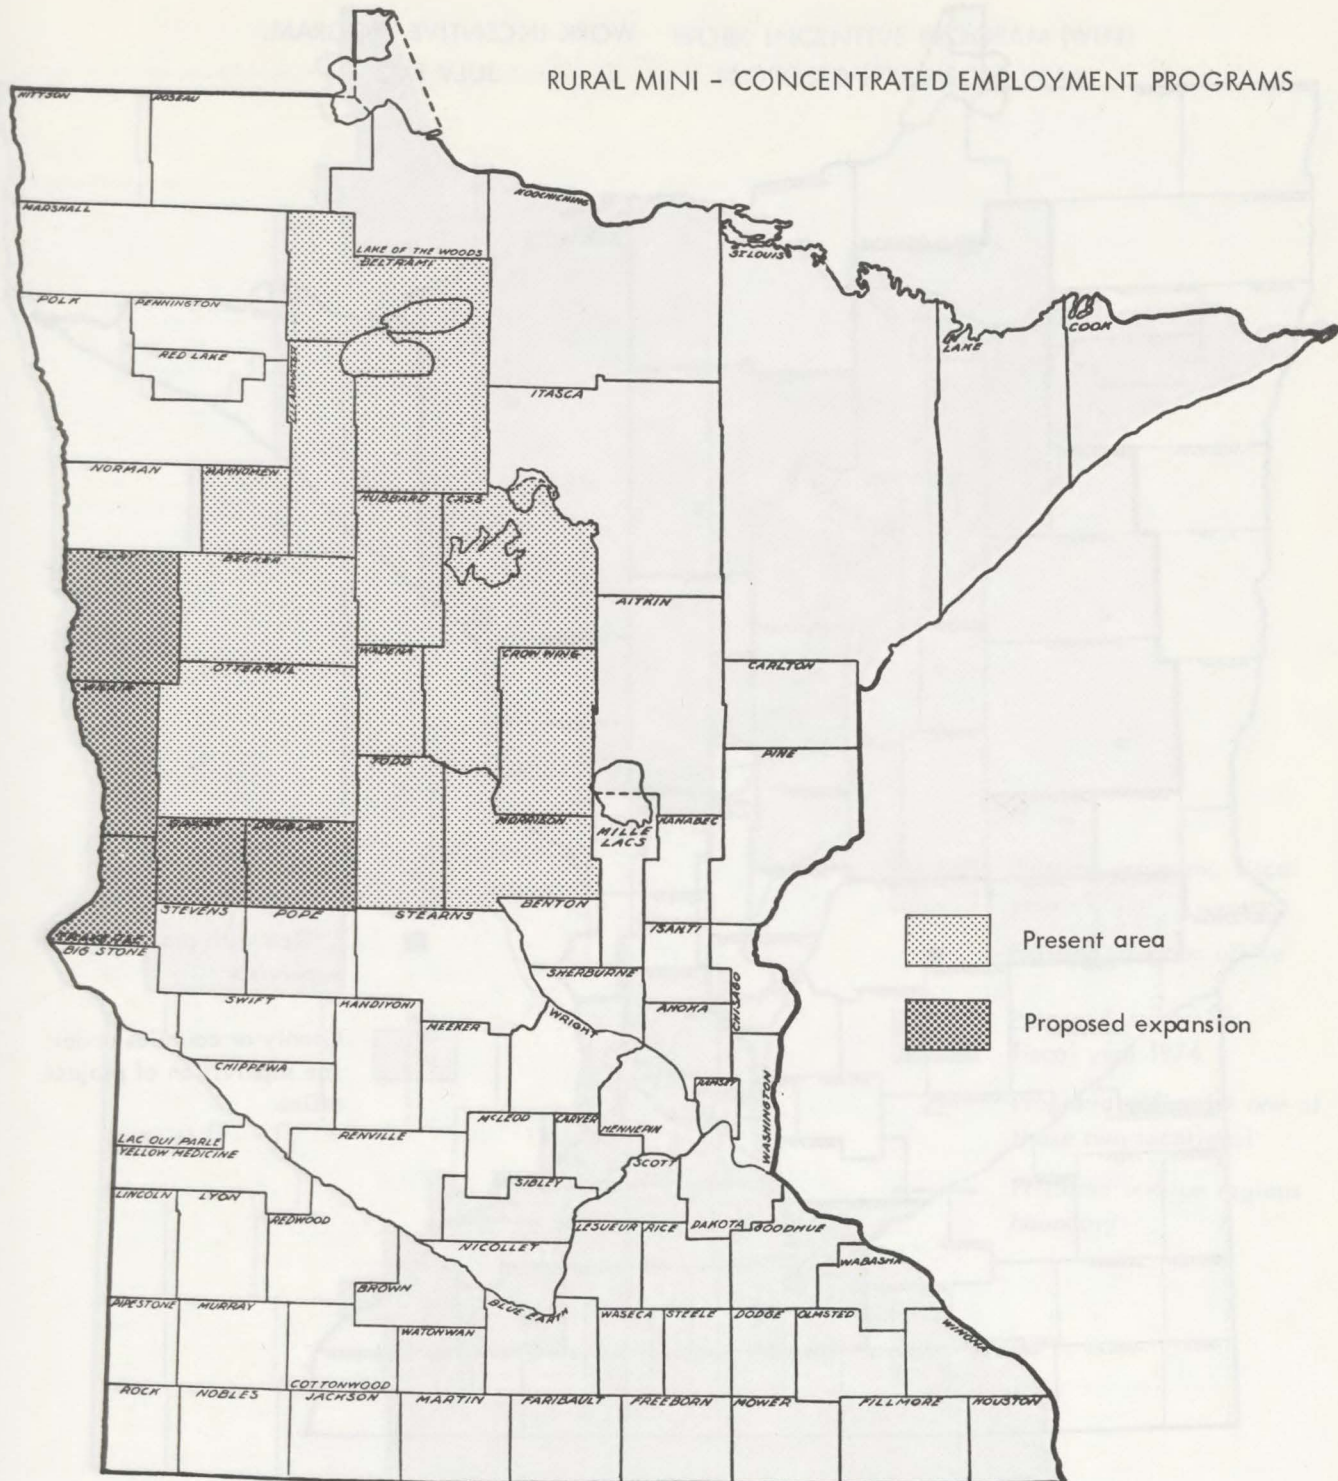 RURAL MINI - CONCENTRATED EMPLOYMENT PROGRAMS
KITTSON
ROSEAU
KOOCHICHING
MARSHALL
LAKE OF THE WOODS
BELTRAMI
ST.LOUIS
POLK
PENNINGTON
COOK
LAKE
RED LAKE
CLEARWATER
ITASCA
NORMAN
MAHNOMEN
HUBBARD
CASS
CLAY
BECKER
AITKIN
WADENA
CROW WING
OTTERTAIL
CARLTON
WILKIN
TODD
PINE
GRANT
DOUGLAS
MORRISON
MILLE
LACS
KANABEC
STEVENS
POPE
STEARNS
BENTON
ISANTI
Present area
TRAVERSE
BIG STONE
SHERBURNE
CHISAGO
SWIFT
KANDIYOHI
MEEKER
WRIGHT
ANOKA
Proposed expansion
CHIPPEWA
RAMSEY
WASHINGTON
McLEOD
CARVER
HENNEPIN
LAC QUI PARLE
YELLOW MEDICINE
RENVILLE
SCOTT
SIBLEY
LINCOLN
LYON
REDWOOD
LESUEUR
RICE
DAKOTA
GOODHUE
NICOLLET
WABASHA
BROWN
PIPESTONE
MURRAY
BLUE EARTH
WASECA
STEELE
DODGE
OLMSTED
WINONA
WATONWAN
COTTONWOOD
ROCK
NOBLES
JACKSON
MARTIN
FARIBAULT
FREEBORN
MOWER
FILLMORE
HOUSTON